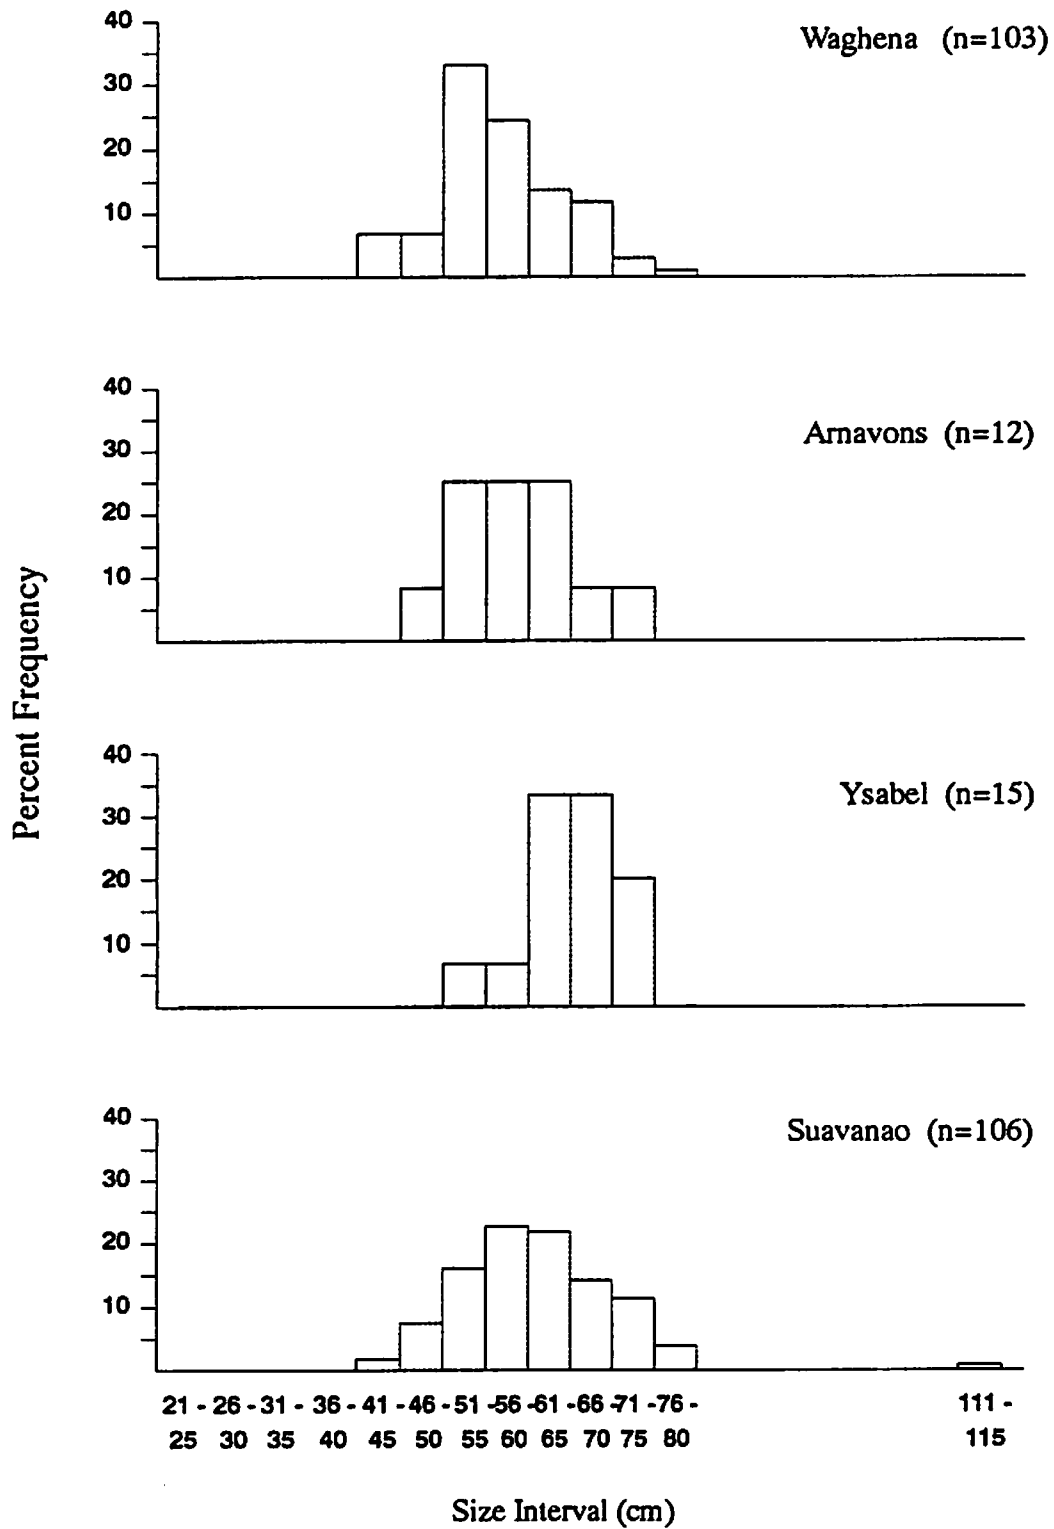 Waghena (n=103)
40
30
20
10
Arnavons (n=12)
40
30
20
10
Ysabel (n=15)
40
30
20
10
Suavanao (n=106)
40
30
20
10
Percent Frequency
21 - 26 - 31 - 36 - 41 - 46 - 51 - 56 - 61 - 66 - 71 - 76 - 111 -
25 30 35 40 45 50 55 60 65 70 75 80 115
Size Interval (cm)